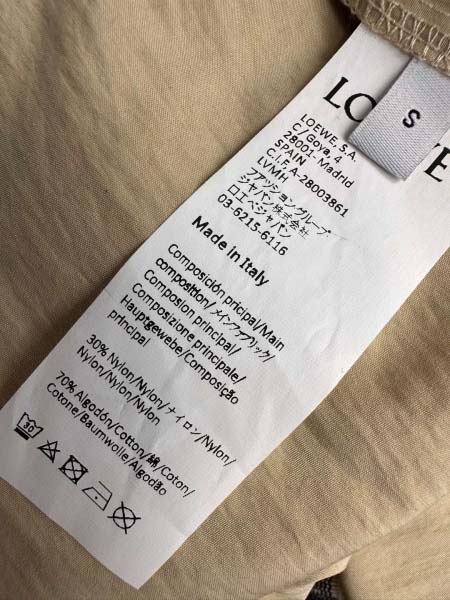 LOEWE
S
LOEWE, S.A.
C/Goya, 4
28001- Madrid
SPAIN
C.I.F. A-28003861
LVMH
ファッショングループ
ジャパン株式会社
ロエベジャパン
03-6215-6116
Made in Italy
Composición pricipal/Main
composition/メインファブリック/
Composion principal/
Composizione principale/
Hauptgewebe/Composição
principal
30% Nylon/Nylon/ナイロン/Nylon/
Nylon/Nylon/Nylon
70% Algodón/Cotton/綿/Coton/
Cotone/Baumwolle/Algodão
30